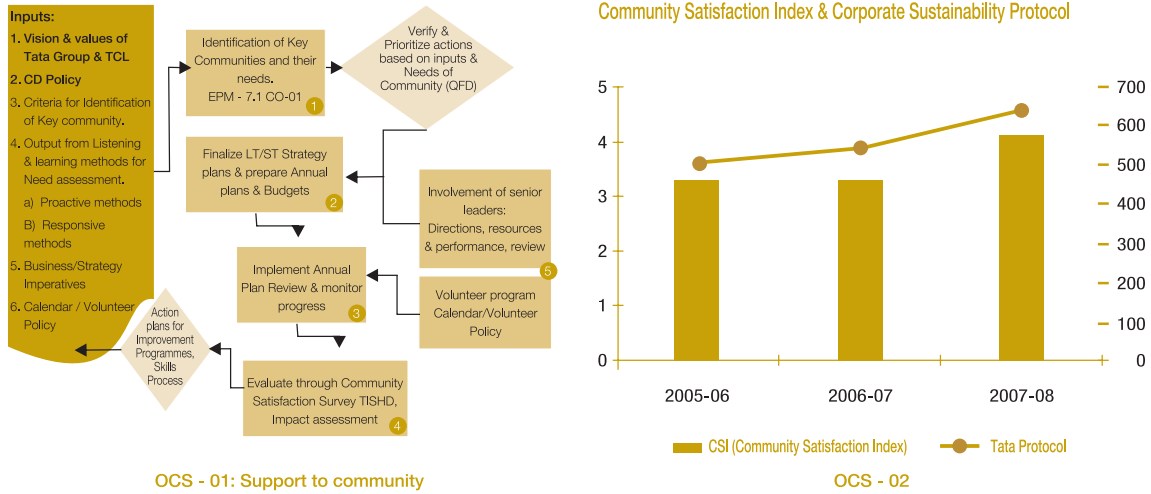 Inputs:
1. Vision & values of
Tata Group & TCL
2. CD Policy
3. Criteria for Identification
of Key community.
4. Output from Listening
& learning methods for
Need assessment.
a) Proactive methods
B) Responsive
methods
5. Business/Strategy
Imperatives
6. Calendar / Volunteer
Policy
Identification of Key
Communities and their
needs.
EPM - 7.1 CO-01
1
Verify &
Prioritize actions
based on inputs &
Needs of
Community (QFD)
Finalize LT/ST Strategy
plans & prepare Annual
plans & Budgets
2
Involvement of senior
leaders:
Directions, resources
& performance, review
5
Implement Annual
Plan Review & monitor
progress
3
Volunteer program
Calendar/Volunteer
Policy
Action
plans for
Improvement
Programmes,
Skills
Process
Evaluate through Community
Satisfaction Survey TISHD,
Impact assessment
4
OCS - 01: Support to community
Community Satisfaction Index & Corporate Sustainability Protocol
5
4
3
2
1
0
700
600
500
400
300
200
100
0
2005-06
2006-07
2007-08
CSI (Community Satisfaction Index)
Tata Protocol
OCS - 02